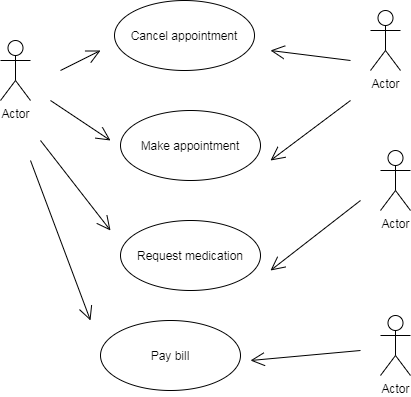 Cancel appointment
Actor
Actor
Make appointment
Actor
Request medication
Pay bill
Actor